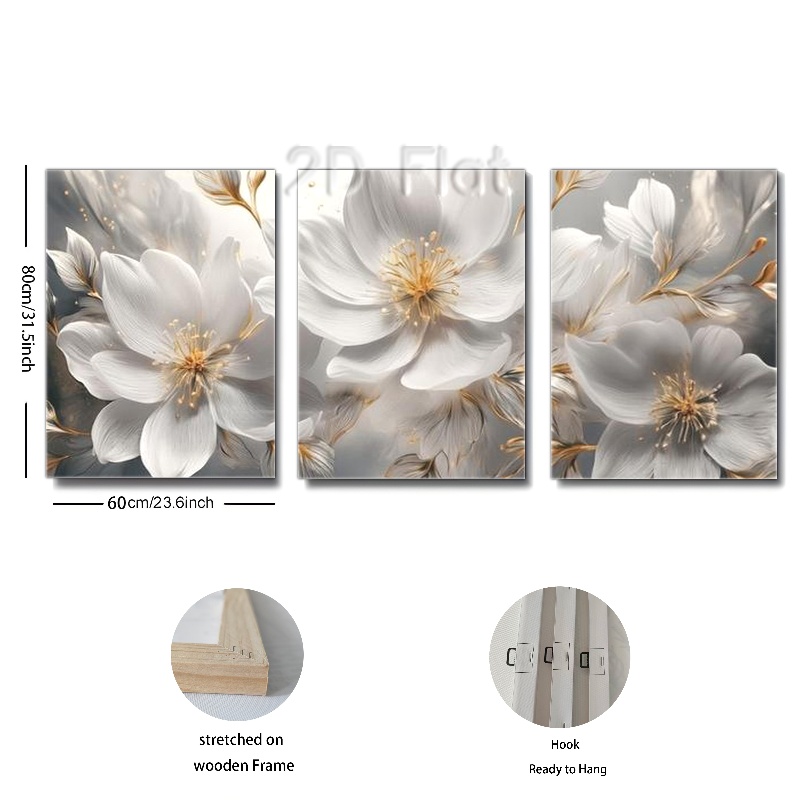 2D Flat
80cm/31.5inch
60cm/23.6inch
stretched on
wooden Frame
Hook
Ready to Hang